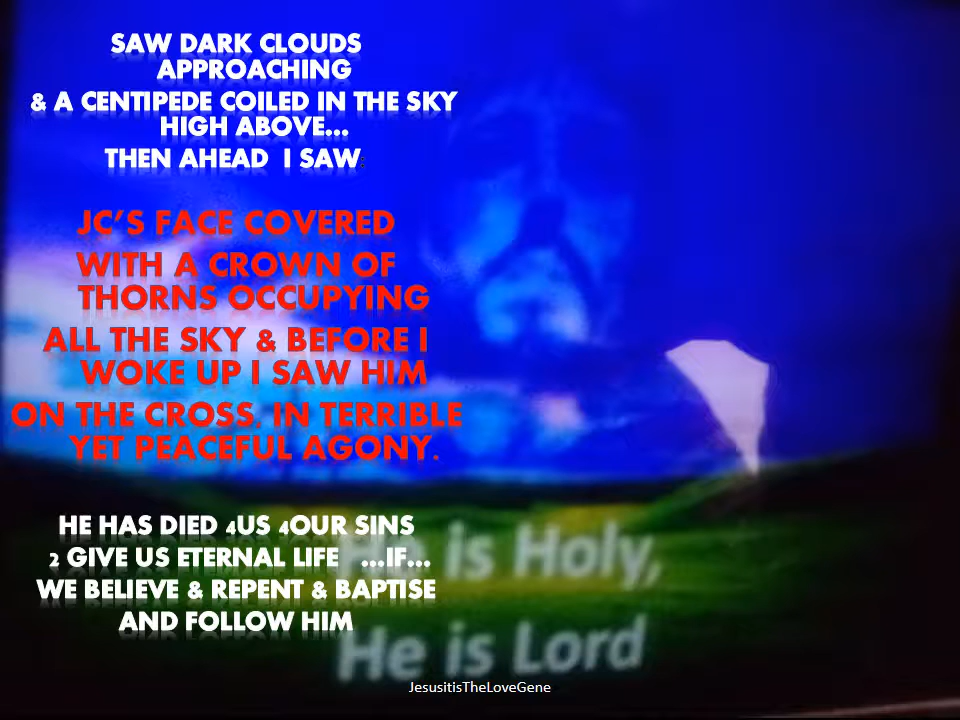 SAW DARK CLOUDS
APPROACHING
& A CENTIPEDE COILED IN THE SKY
HIGH ABOVE...
THEN AHEAD I SAW:
JC'S FACE COVERED
WITH A CROWN OF
THORNS OCCUPYING
ALL THE SKY & BEFORE I
WOKE UP I SAW HIM
ON THE CROSS, IN TERRIBLE
YET PEACEFUL AGONY.
HE HAS DIED 4US 4OUR SINS
2 GIVE US ETERNAL LIFE ...IF...
WE BELIEVE & REPENT & BAPTISE
AND FOLLOW HIM
is Holy,
He is Lord
JesusitisTheLoveGene